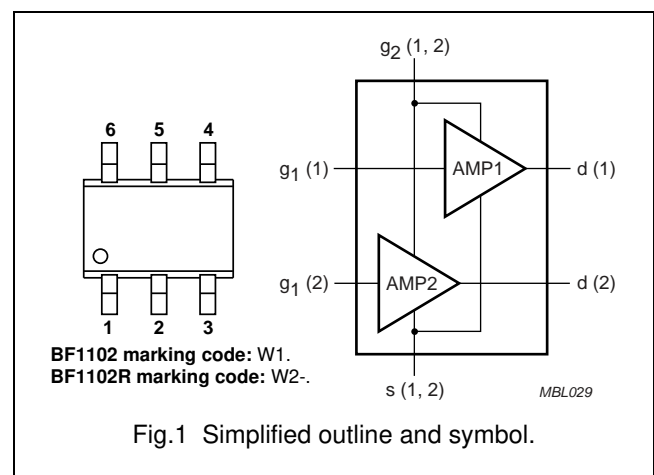 g2 (1, 2)
6 5 4
g1 (1) AMP1 d (1)
g1 (2) AMP2 d (2)
1 2 3
BF1102 marking code: W1.
BF1102R marking code: W2-.
s (1, 2)
MBL029
Fig.1 Simplified outline and symbol.